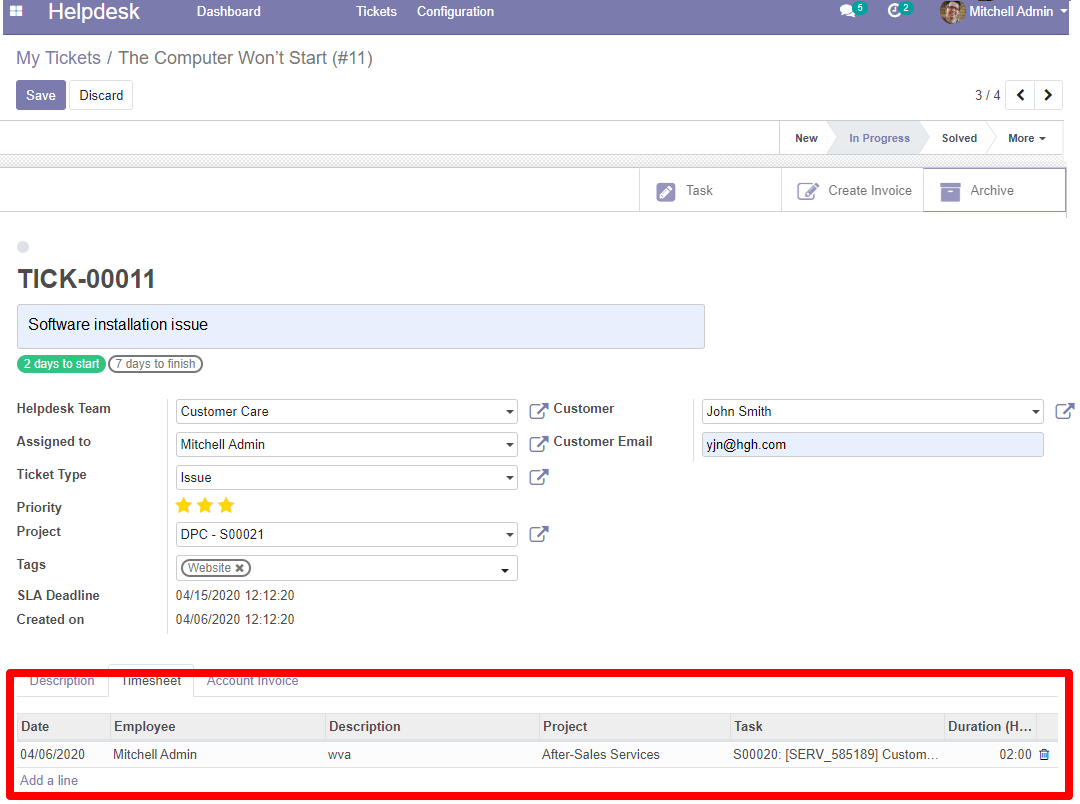 Helpdesk Dashboard Tickets Configuration 5 2 Mitchell Admin
My Tickets / The Computer Won’t Start (#11)
Save Discard 3 / 4
New In Progress Solved More
Task Create Invoice Archive
TICK-00011
Software installation issue
2 days to start 7 days to finish
Helpdesk Team Customer Care Customer John Smith
Assigned to Mitchell Admin Customer Email yjn@hgh.com
Ticket Type Issue
Priority
Project DPC - S00021
Tags Website
SLA Deadline 04/15/2020 12:12:20
Created on 04/06/2020 12:12:20
Description Timesheet Account Invoice
Date Employee Description Project Task Duration (H...
04/06/2020 Mitchell Admin wva After-Sales Services S00020: [SERV_585189] Custom... 02:00
Add a line